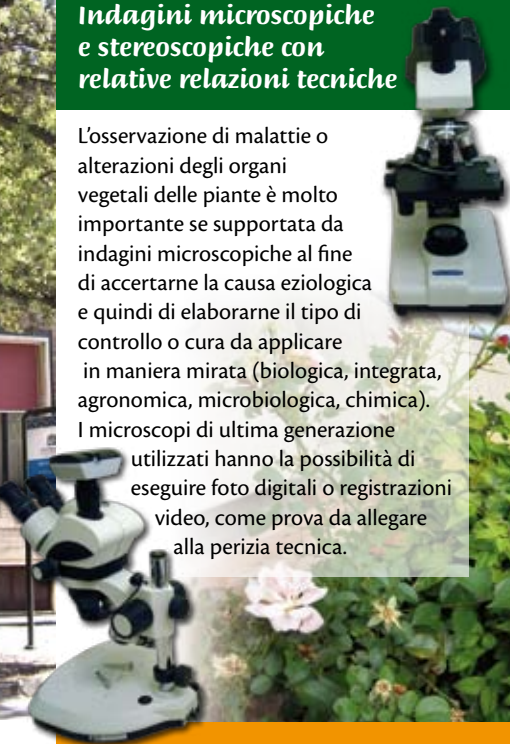 Indagini microscopiche
e stereoscopiche con
relative relazioni tecniche
L'osservazione di malattie o
alterazioni degli organi
vegetali delle piante è molto
importante se supportata da
indagini microscopiche al fine
di accertarne la causa eziologica
e quindi di elaborarne il tipo di
controllo o cura da applicare
in maniera mirata (biologica, integrata,
agronomica, microbiologica, chimica).
I microscopi di ultima generazione
utilizzati hanno la possibilità di
eseguire foto digitali o registrazioni
video, come prova da allegare
alla perizia tecnica.